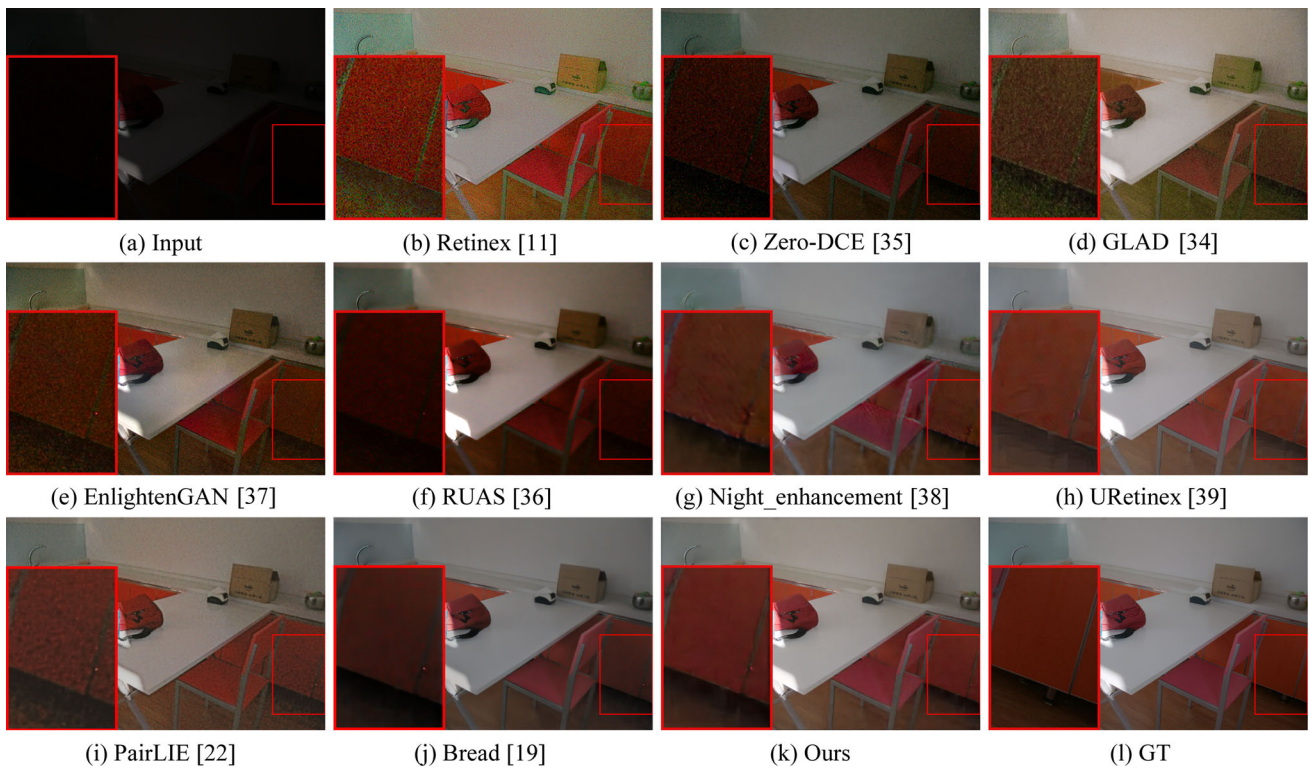 (a) Input
(b) Retinex [11]
(c) Zero-DCE [35]
(d) GLAD [34]
(e) EnlightenGAN [37]
(f) RUAS [36]
(g) Night_enhancement [38]
(h) URetinex [39]
(i) PairLIE [22]
(j) Bread [19]
(k) Ours
(l) GT